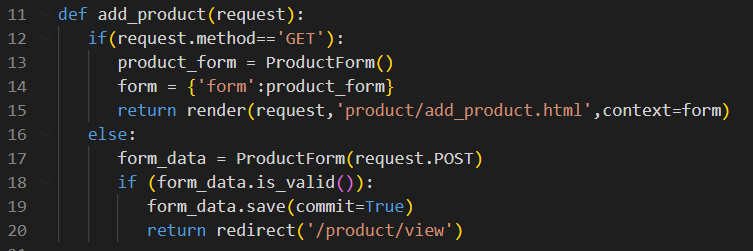 11 def add_product(request):
12     if(request.method=='GET'):
13         product_form = ProductForm()
14         form = {'form':product_form}
15         return render(request,'product/add_product.html',context=form)
16     else:
17         form_data = ProductForm(request.POST)
18         if (form_data.is_valid()):
19             form_data.save(commit=True)
20             return redirect('/product/view')